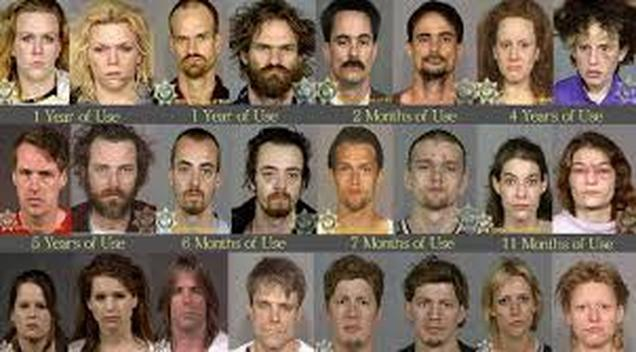 1 Year of Use 1 Year of Use 2 Months of Use 4 Years of Use
5 Years of Use 6 Months of Use 7 Months of Use 11 Months of Use